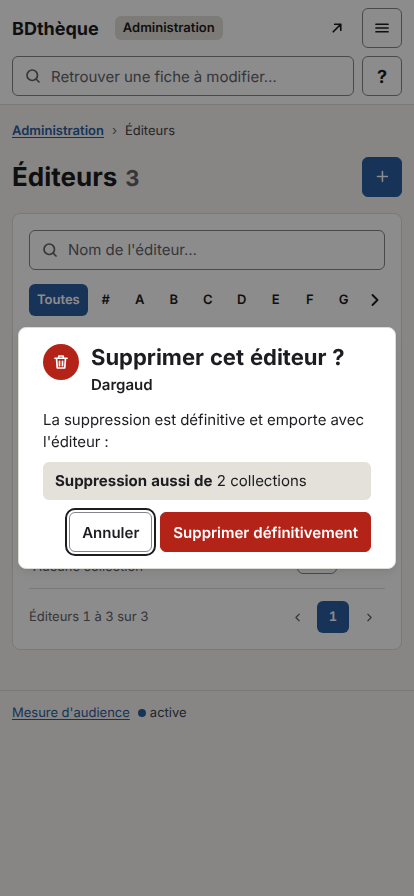 BDthèque Administration
Retrouver une fiche à modifier... ?
Administration › Éditeurs
Éditeurs 3
+
Nom de l'éditeur...
Toutes # A B C D E F G
Supprimer cet éditeur ?
Dargaud
La suppression est définitive et emporte avec
l'éditeur :
Suppression aussi de 2 collections
Annuler Supprimer définitivement
Éditeurs 1 à 3 sur 3 ‹ 1 ›
Mesure d'audience active